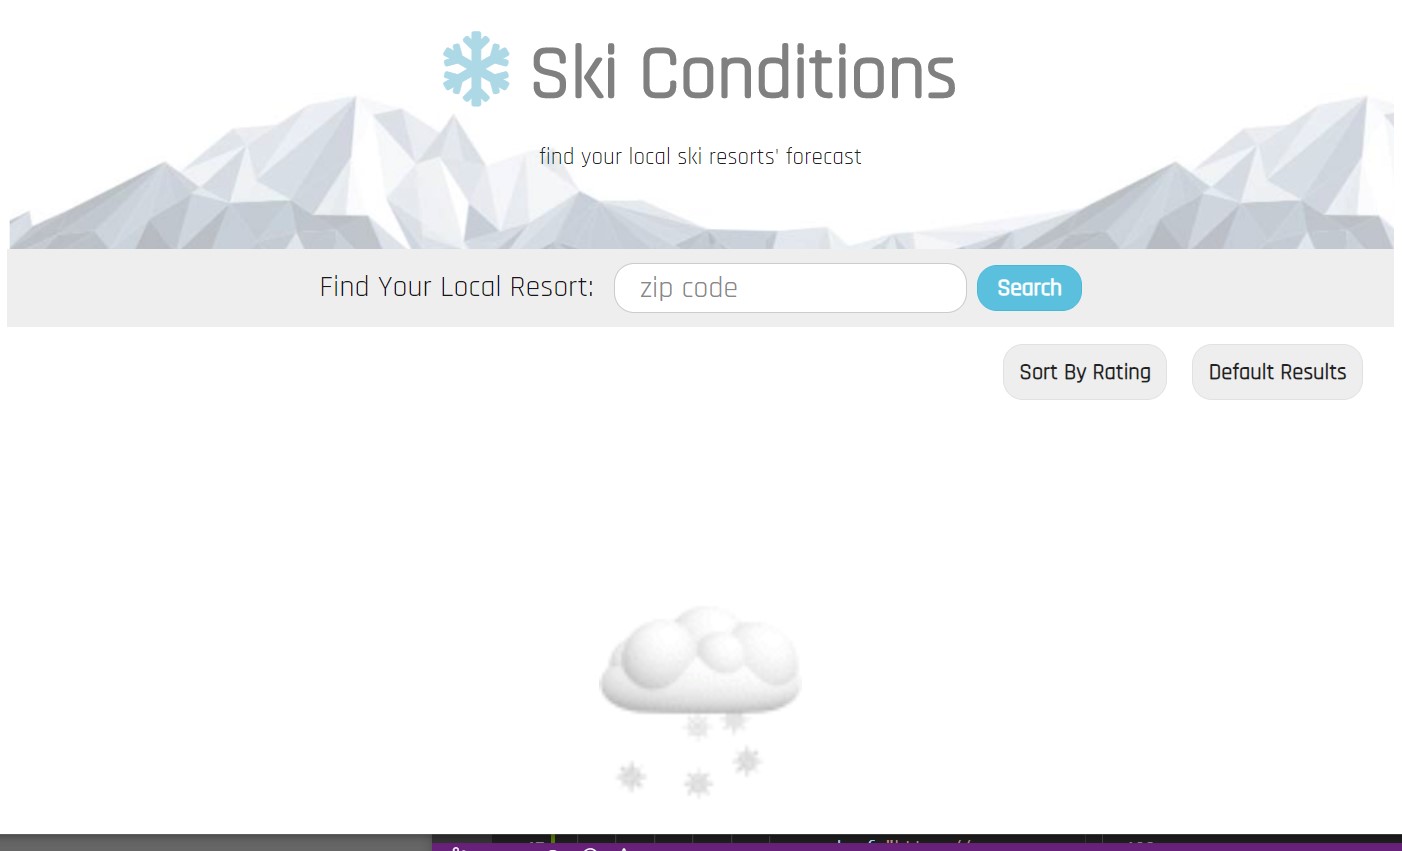 Ski Conditions
find your local ski resorts' forecast
Find Your Local Resort:
zip code
Search
Sort By Rating
Default Results